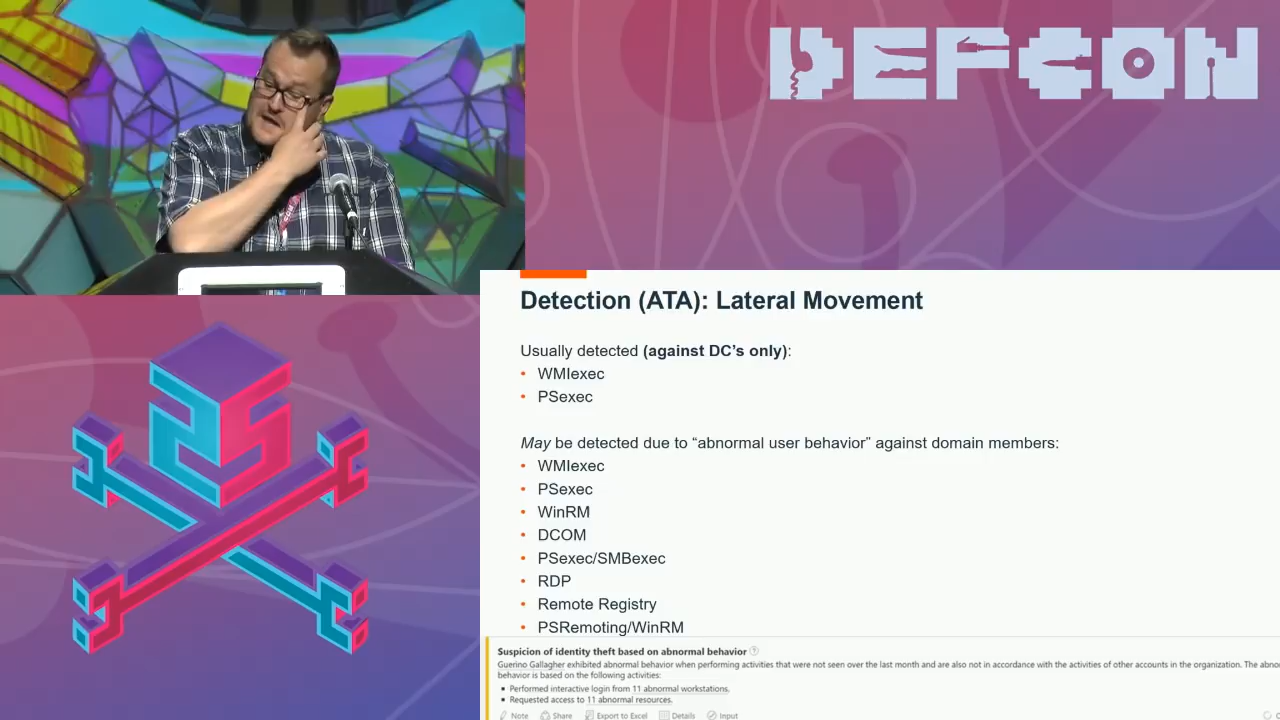 DEFCON
25
Detection (ATA): Lateral Movement
Usually detected (against DC's only):
• WMIexec
• PSexec
May be detected due to “abnormal user behavior” against domain members:
• WMIexec
• PSexec
• WinRM
• DCOM
• PSexec/SMBexec
• RDP
• Remote Registry
• PSRemoting/WinRM
Suspicion of identity theft based on abnormal behavior ?
Guerino Gallagher exhibited abnormal behavior when performing activities that were not seen over the last month and are also not in accordance with the activities of other accounts in the organization. The
behavior is based on the following activities:
▪ Performed interactive login from 11 abnormal workstations.
▪ Requested access to 11 abnormal resources.
Note Share Export to Excel Details Input